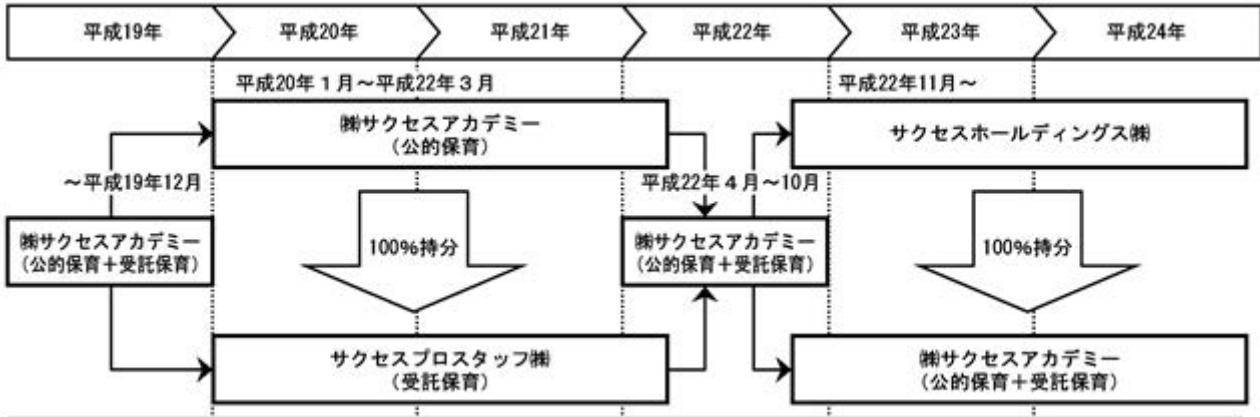 平成19年
平成20年
平成21年
平成22年
平成23年
平成24年
平成20年1月～平成22年3月
平成22年11月～
㈱サクセスアカデミー
（公的保育）
サクセスホールディングス㈱
～平成19年12月
平成22年4月～10月
㈱サクセスアカデミー
（公的保育＋受託保育）
100％持分
㈱サクセスアカデミー
（公的保育＋受託保育）
100％持分
サクセスプロスタッフ㈱
（受託保育）
㈱サクセスアカデミー
（公的保育＋受託保育）